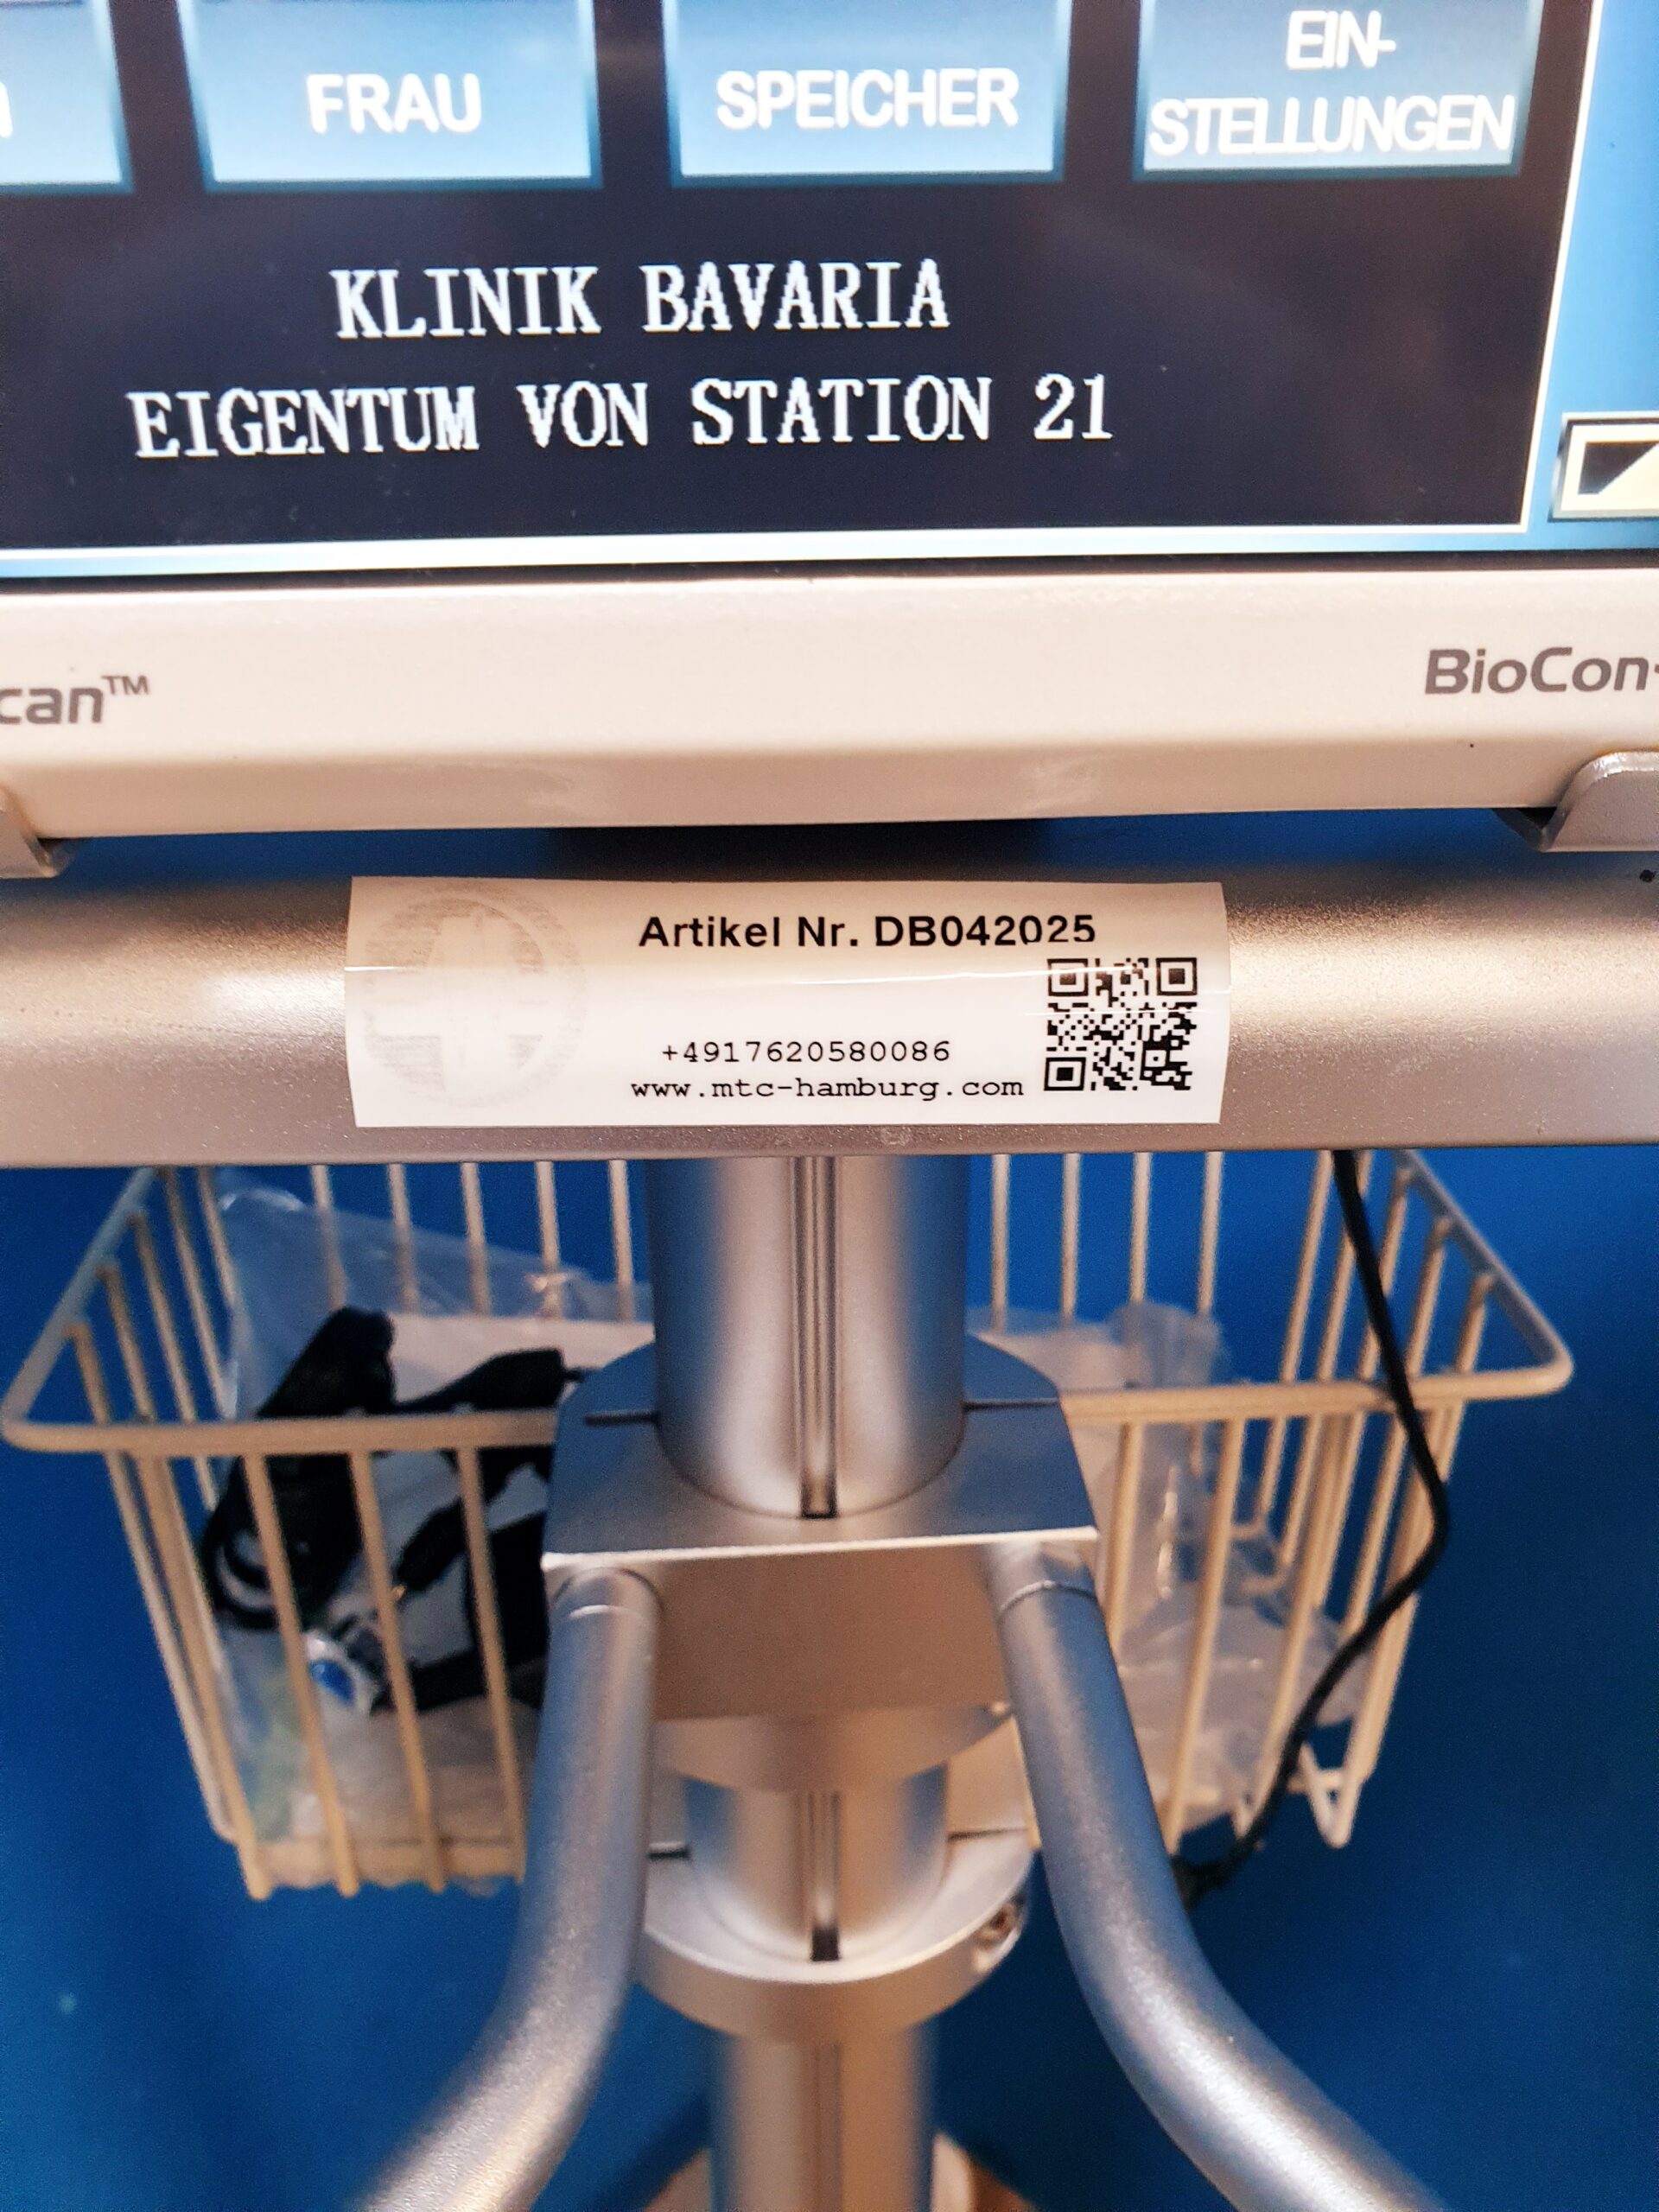 FRAU
SPEICHER
EIN-
STELLUNGEN
KLINIK BAVARIA
EIGENTUM VON STATION 21
can™
BioCon-
Artikel Nr. DB042025
+4917620580086
www.mtc-hamburg.com